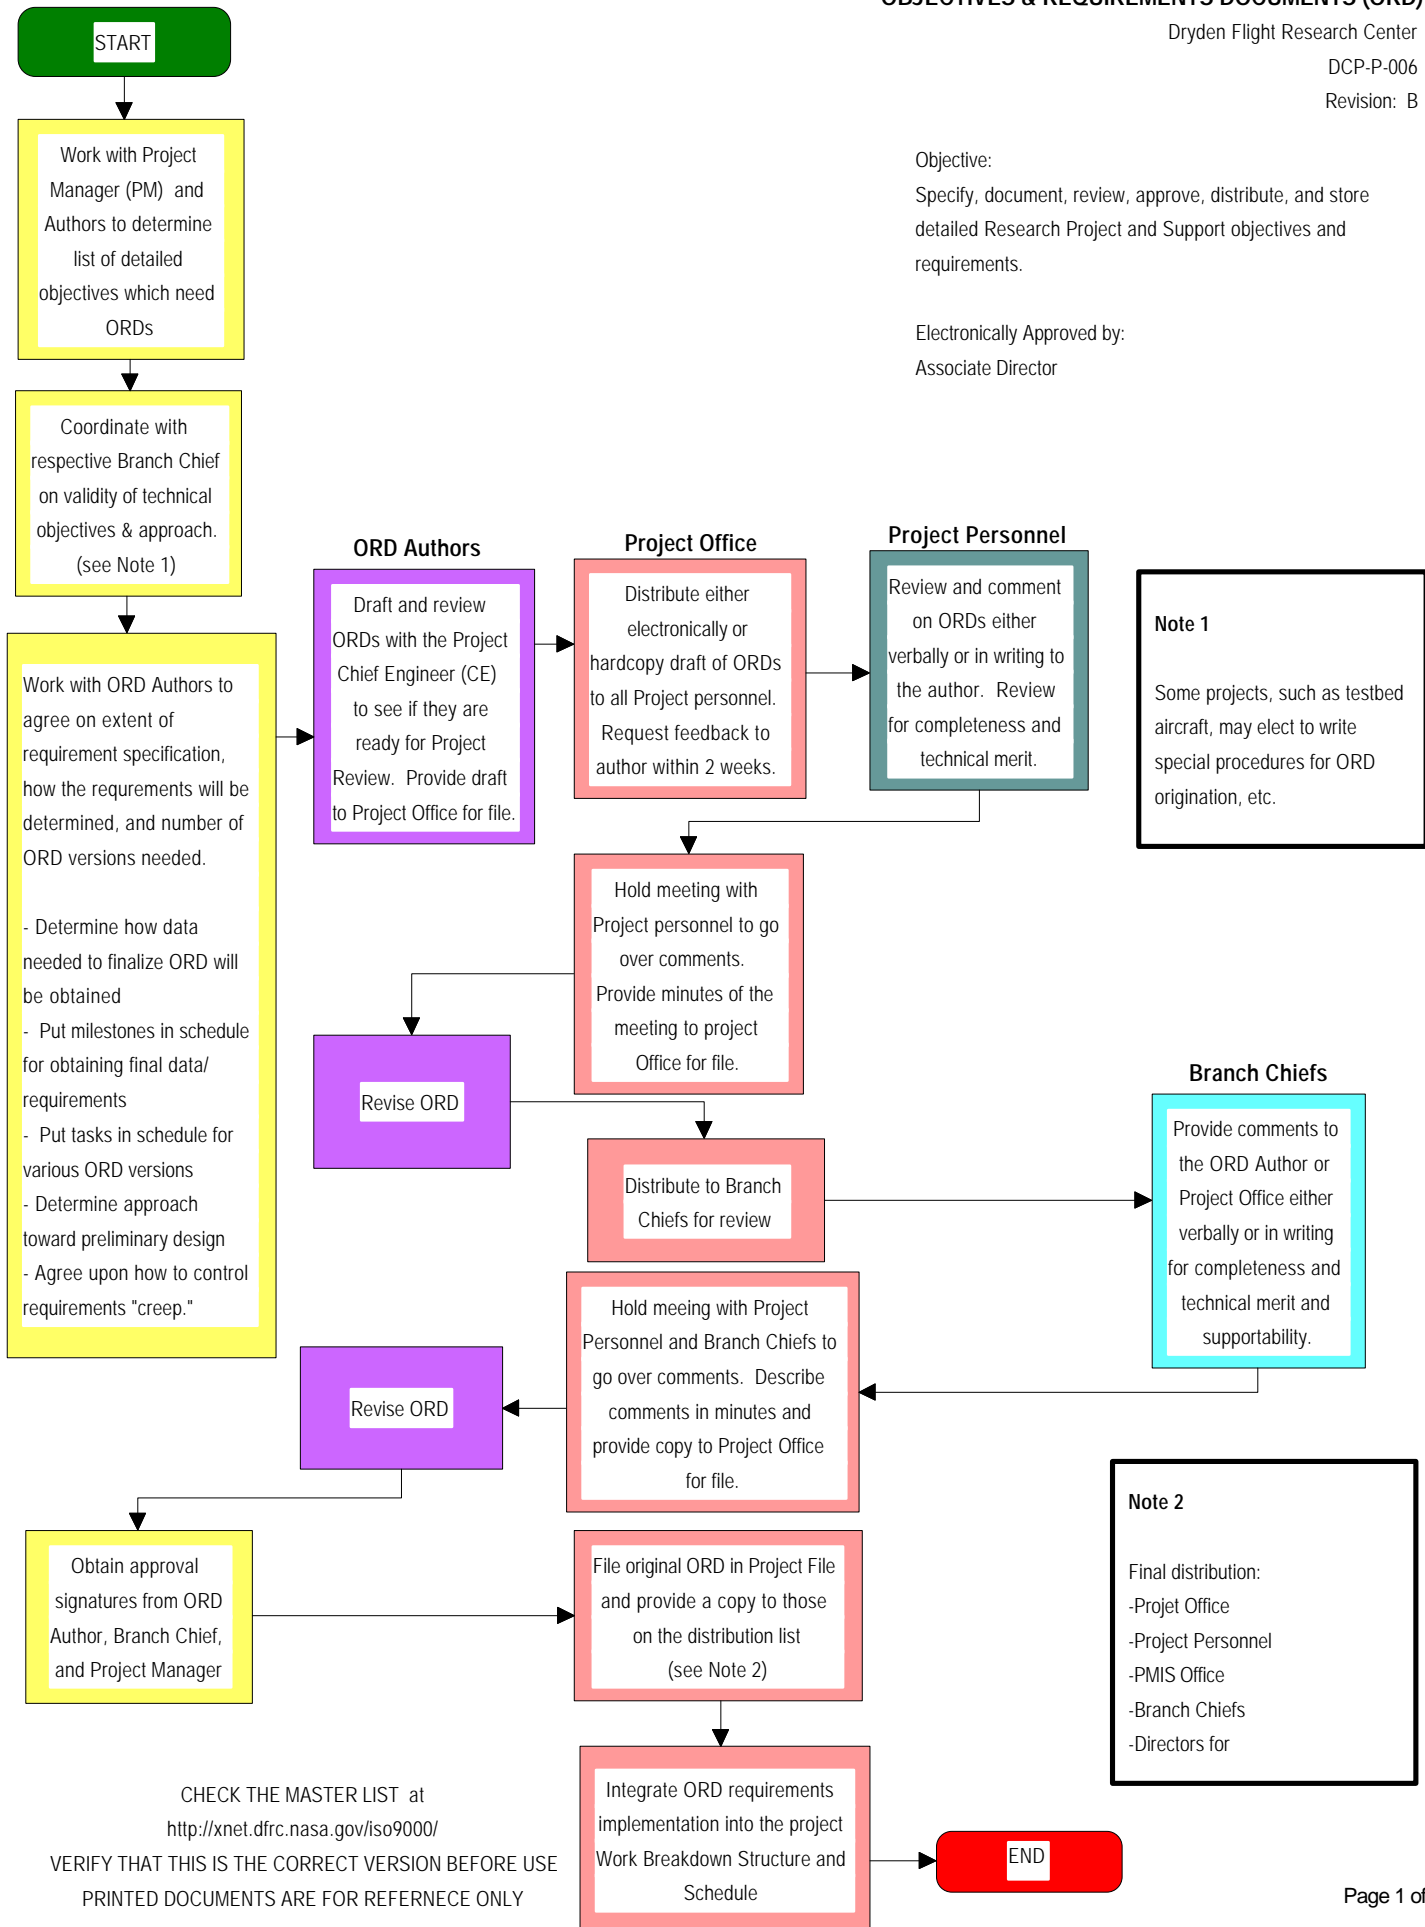 OBJECTIVES & REQUIREMENTS DOCUMENTS (ORD)
Dryden Flight Research Center
DCP-P-006
Revision: B
Objective:
Specify, document, review, approve, distribute, and store
detailed Research Project and Support objectives and
requirements.
Electronically Approved by:
Associate Director
START
Work with Project
Manager (PM) and
Authors to determine
list of detailed
objectives which need
ORDs
Coordinate with
respective Branch Chief
on validity of technical
objectives & approach.
(see Note 1)
Work with ORD Authors to
agree on extent of
requirement specification,
how the requrements will be
determined, and number of
ORD versions needed.
- Determine how data
needed to finalize ORD will
be obtained
- Put milestones in schedule
for obtaining final data/
requirements
- Put tasks in schedule for
various ORD versions
- Determine approach
toward preliminary design
- Agree upon how to control
requirements "creep."
ORD Authors
Draft and review
ORDs with the Project
Chief Engineer (CE)
to see if they are
ready for Project
Review. Provide draft
to Project Office for file.
Project Office
Distribute either
electronically or
hardcopy draft of ORDs
to all Project personnel.
Request feedback to
author within 2 weeks.
Project Personnel
Review and comment
on ORDs either
verbally or in writing to
the author. Review
for completeness and
technical merit.
Note 1
Some projects, such as testbed
aircraft, may elect to write
special procedures for ORD
origination, etc.
Hold meeting with
Project personnel to go
over comments.
Provide minutes of the
meeting to project
Office for file.
Revise ORD
Distribute to Branch
Chiefs for review
Branch Chiefs
Provide comments to
the ORD Author or
Project Office either
verbally or in writing
for completeness and
technical merit and
supportability.
Hold meeing with Project
Personnel and Branch Chiefs to
go over comments. Describe
comments in minutes and
provide copy to Project Office
for file.
Revise ORD
Obtain approval
signatures from ORD
Author, Branch Chief,
and Project Manager
File original ORD in Project File
and provide a copy to those
on the distribution list
(see Note 2)
Note 2
Final distribution:
-Projet Office
-Project Personnel
-PMIS Office
-Branch Chiefs
-Directors for
Integrate ORD requirements
implementation into the project
Work Breakdown Structure and
Schedule
END
CHECK THE MASTER LIST at
http://xnet.dfrc.nasa.gov/iso9000/
VERIFY THAT THIS IS THE CORRECT VERSION BEFORE USE
PRINTED DOCUMENTS ARE FOR REFERNECE ONLY
Page 1 of